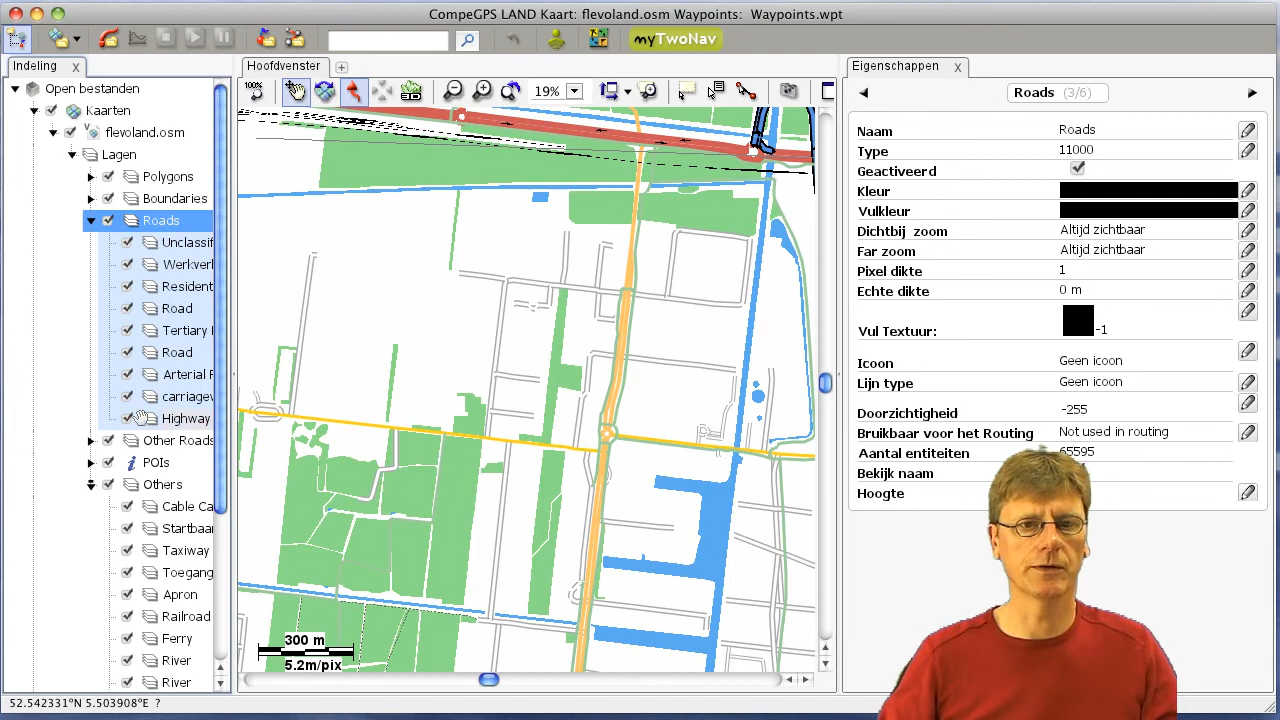 CompeGPS LAND Kaart: flevoland.osm Waypoints: Waypoints.wpt
myTwoNav
Indeling x
Open bestanden
Kaarten
flevoland.osm
Lagen
Polygons
Boundaries
Roads
Unclassif
Werkverl
Resident
Road
Tertiary
Road
Arterial
carriagew
Highway
Other Roads
POIs
Others
Cable Ca
Startbaan
Taxiway
Toegang
Apron
Railroad
Ferry
River
River
Hoofdvenster
100%
19%
300 m
5.2m/pix
Eigenschappen x
Roads (3/6)
Naam Roads
Type 11000
Geactiveerd
Kleur
Vulkleur
Dichtbij zoom Altijd zichtbaar
Far zoom Altijd zichtbaar
Pixel dikte 1
Echte dikte 0 m
Vul Textuur: -1
Icoon Geen icoon
Lijn type Geen icoon
Doorzichtigheid -255
Bruikbaar voor het Routing Not used in routing
Aantal entiteiten 65595
Bekijk naam
Hoogte
52.542331°N 5.503908°E ?